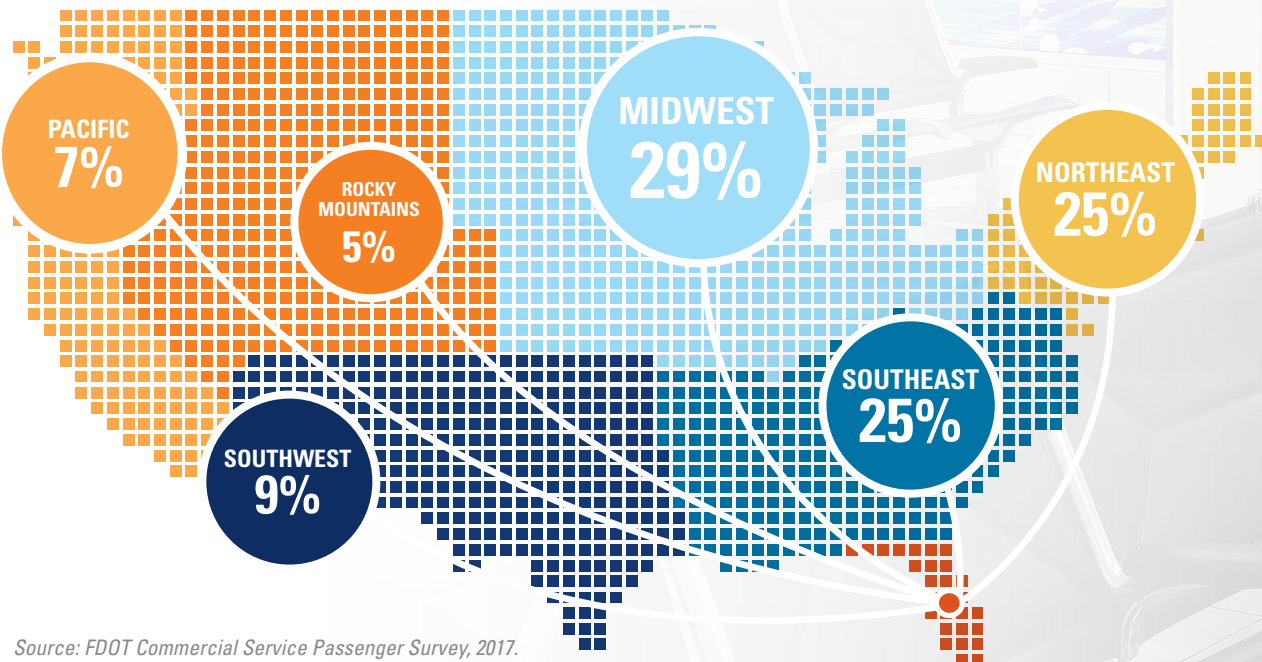 PACIFIC
7%
ROCKY
MOUNTAINS
5%
MIDWEST
29%
NORTHEAST
25%
SOUTHEAST
25%
SOUTHWEST
9%
Source: FDOT Commercial Service Passenger Survey, 2017.